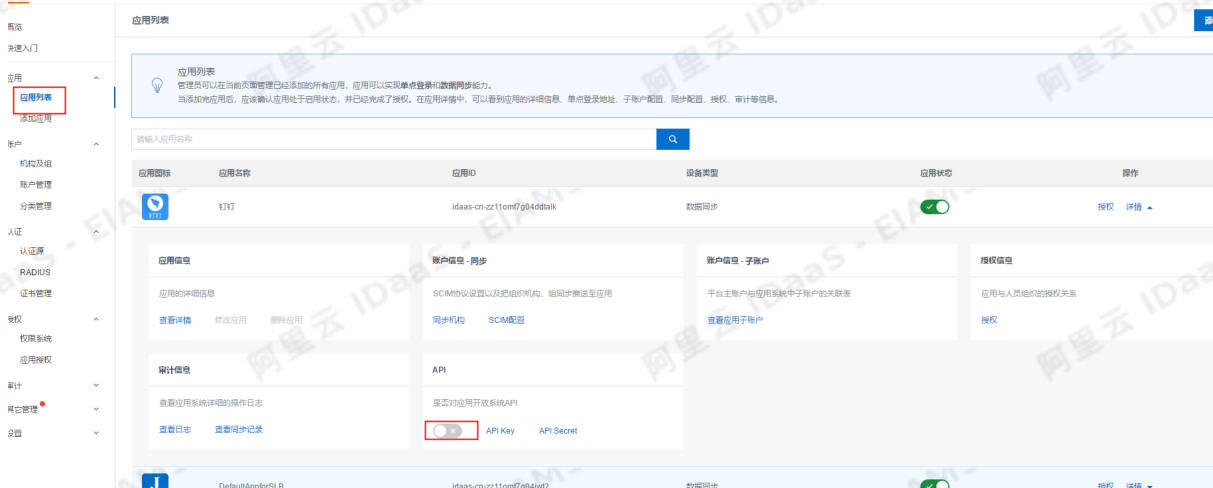 概览
应用列表
添
快速入门
应用
应用列表
添加应用
账户
机构及组
账户管理
分类管理
认证
认证源
RADIUS
证书管理
授权
权限系统
应用授权
审计
其它管理
设置
应用列表
管理员可以在当前页面管理已经添加的所有应用，应用可以实现单点登录和数据同步能力。
当添加完应用后，应该确认应用处于启用状态，并已经完成了授权。在应用详情中，可以看到应用的详细信息、单点登录地址、子账户配置、同步配置、授权、审计等信息。
请输入应用名称
应用图标 应用名称 应用ID 设备类型 应用状态 操作
钉钉 钉钉 idaas-cn-zz11omf7g04ddtalk 数据同步 授权 详情
应用信息
应用的详细信息
查看详情 修改应用 删除应用
账户信息 - 同步
SCIM协议设置以及把组织机构、组同步推送至应用
同步机构 SCIM配置
账户信息 - 子账户
平台主账户与应用系统中子账户的关联表
查看应用子账户
授权信息
应用与人员组织的授权关系
授权
审计信息
查看应用系统详细的操作日志
查看日志 查看同步记录
API
是否对应用开放系统API
API Key API Secret
J DefaultAppforSLB idaas-cn-zz11omf7g04jwt2 数据同步 授权 详情
阿里云 IDaaS - EIAM